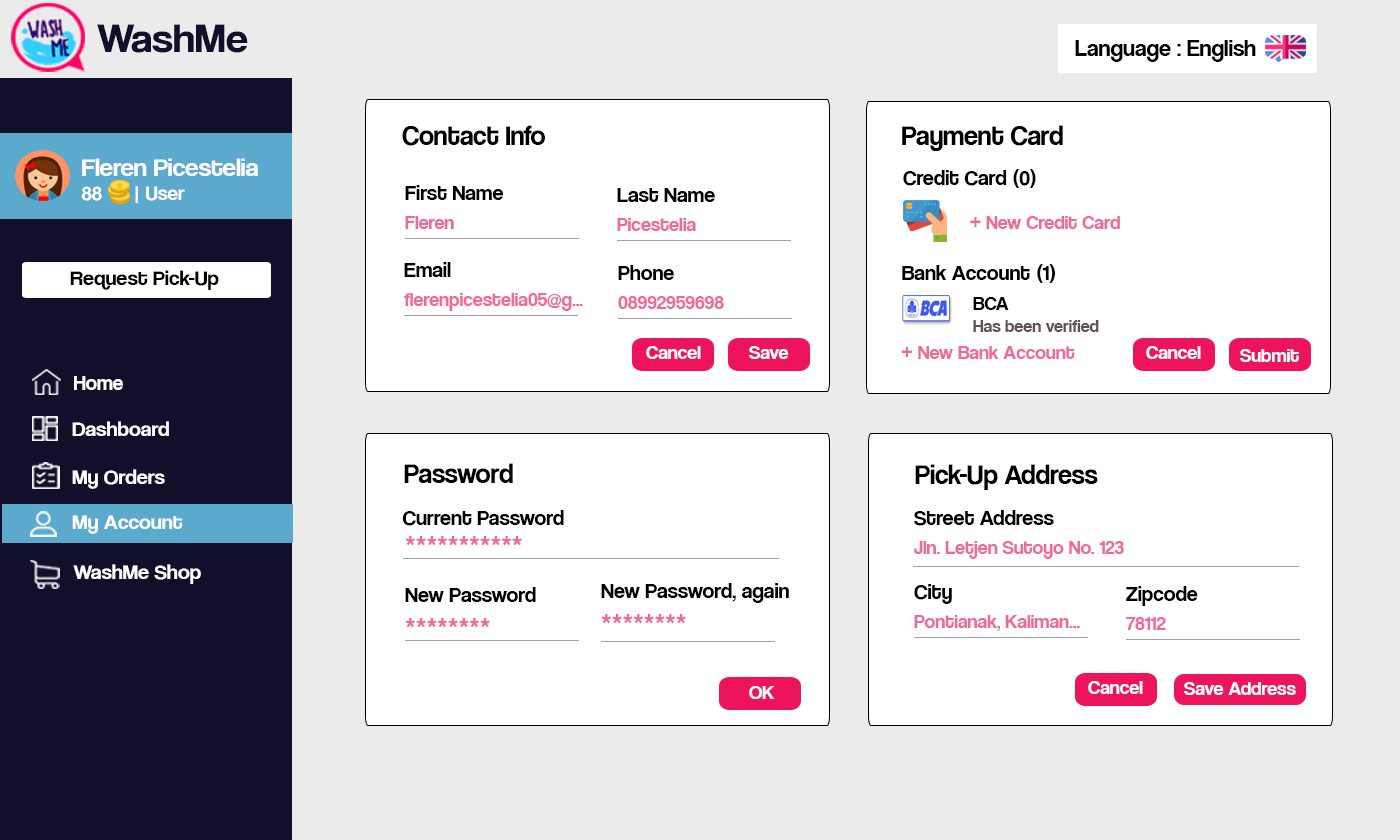 WASH
ME
WashMe
Language : English
Fleren Picestelia
88 | User
Request Pick-Up
Home
Dashboard
My Orders
My Account
WashMe Shop
Contact Info
First Name
Last Name
Fleren
Picestelia
Email
Phone
flerenpicestelia05@g...
08992959698
Cancel
Save
Payment Card
Credit Card (0)
+ New Credit Card
Bank Account (1)
BCA
BCA
Has been verified
+ New Bank Account
Cancel
Submit
Password
Current Password
***********
New Password
New Password, again
********
********
OK
Pick-Up Address
Street Address
Jln. Letjen Sutoyo No. 123
City
Zipcode
Pontianak, Kaliman...
78112
Cancel
Save Address